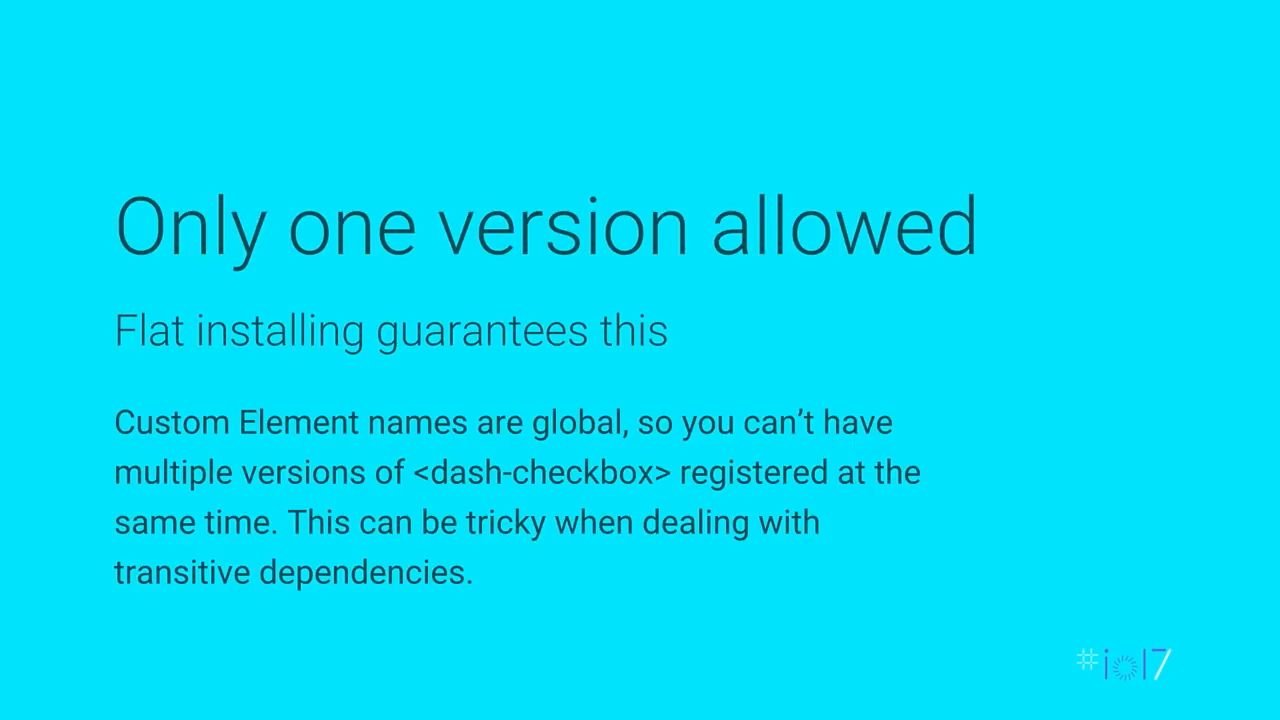 Only one version allowed
Flat installing guarantees this
Custom Element names are global, so you can’t have
multiple versions of <dash-checkbox> registered at the
same time. This can be tricky when dealing with
transitive dependencies.
#io17